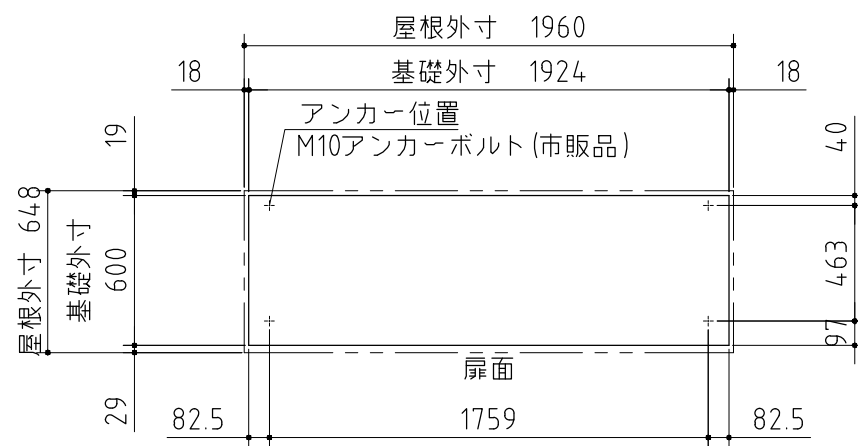 屋根外寸 1960
18 基礎外寸 1924 18
アンカー位置
M10アンカーボルト(市販品)
19
40
屋根外寸 648
基礎外寸
600
463
97
扉面
29
82.5 1759 82.5